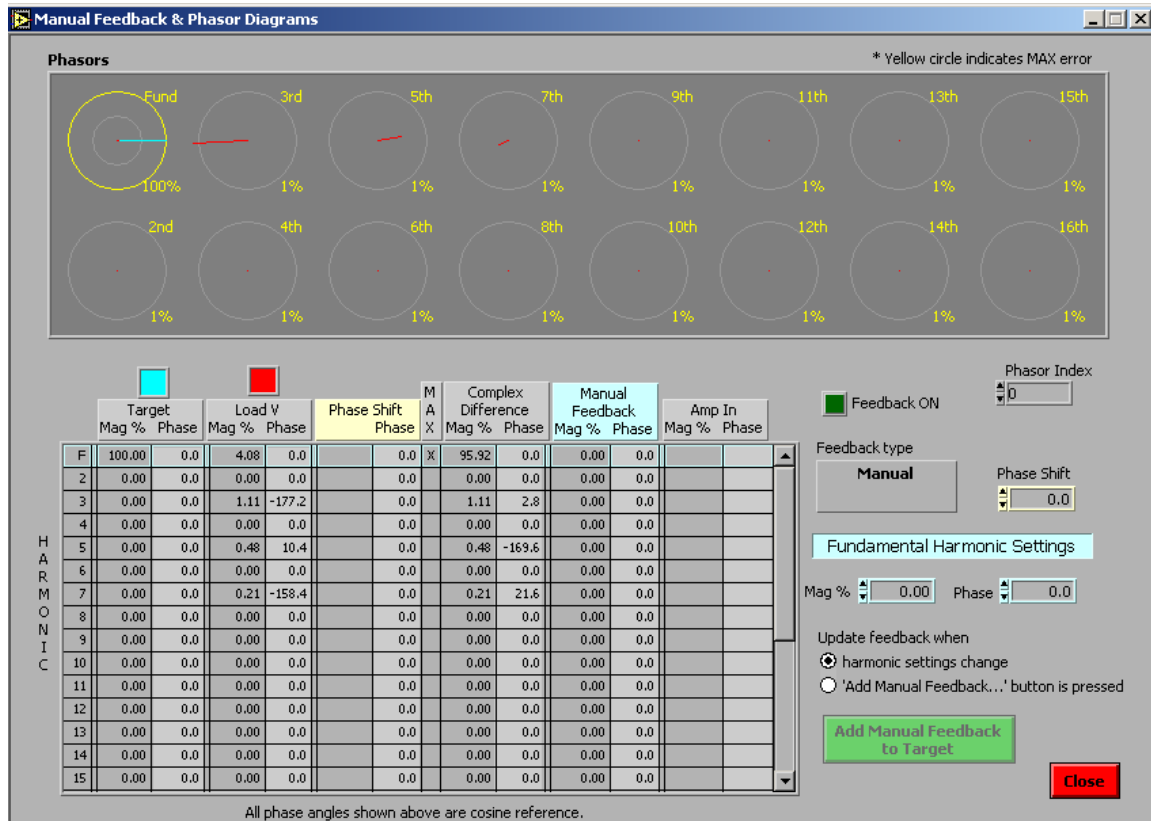 Manual Feedback & Phasor Diagrams
Phasors
* Yellow circle indicates MAX error
Fund 3rd 5th 7th 9th 11th 13th 15th
100% 1% 1% 1% 1% 1% 1% 1%
2nd 4th 6th 8th 10th 12th 14th 16th
1% 1% 1% 1% 1% 1% 1% 1%
Target Mag % Phase
Load V Mag % Phase
Phase Shift Phase
MAX
Complex Difference Mag % Phase
Manual Feedback Mag % Phase
Amp In Mag % Phase
HARMONIC
F 100.00 0.0 4.08 0.0 0.0 X 95.92 0.0 0.00 0.0
2 0.00 0.0 0.00 0.0 0.0 0.00 0.0 0.00 0.0
3 0.00 0.0 1.11 -177.2 0.0 1.11 2.8 0.00 0.0
4 0.00 0.0 0.00 0.0 0.0 0.00 0.0 0.00 0.0
5 0.00 0.0 0.48 10.4 0.0 0.48 -169.6 0.00 0.0
6 0.00 0.0 0.00 0.0 0.0 0.00 0.0 0.00 0.0
7 0.00 0.0 0.21 -158.4 0.0 0.21 21.6 0.00 0.0
8 0.00 0.0 0.00 0.0 0.0 0.00 0.0 0.00 0.0
9 0.00 0.0 0.00 0.0 0.0 0.00 0.0 0.00 0.0
10 0.00 0.0 0.00 0.0 0.0 0.00 0.0 0.00 0.0
11 0.00 0.0 0.00 0.0 0.0 0.00 0.0 0.00 0.0
12 0.00 0.0 0.00 0.0 0.0 0.00 0.0 0.00 0.0
13 0.00 0.0 0.00 0.0 0.0 0.00 0.0 0.00 0.0
14 0.00 0.0 0.00 0.0 0.0 0.00 0.0 0.00 0.0
15 0.00 0.0 0.00 0.0 0.0 0.00 0.0 0.00 0.0
All phase angles shown above are cosine reference.
Phasor Index
0
Feedback ON
Feedback type
Manual
Phase Shift
0.0
Fundamental Harmonic Settings
Mag % 0.00 Phase 0.0
Update feedback when
harmonic settings change
'Add Manual Feedback...' button is pressed
Add Manual Feedback
to Target
Close